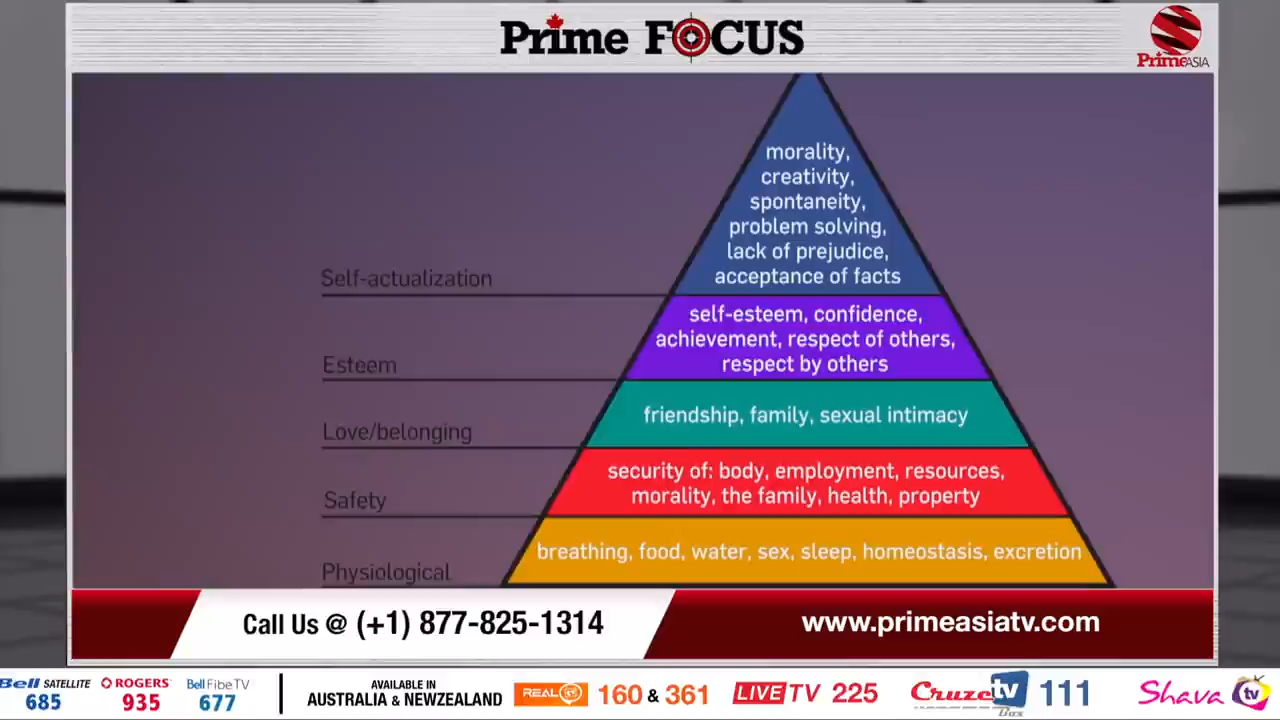 Prime FOCUS
PrimeASIA
morality,
creativity,
spontaneity,
problem solving,
lack of prejudice,
acceptance of facts
Self-actualization
self-esteem, confidence,
achievement, respect of others,
respect by others
Esteem
friendship, family, sexual intimacy
Love/belonging
security of: body, employment, resources,
morality, the family, health, property
Safety
breathing, food, water, sex, sleep, homeostasis, excretion
Physiological
Call Us @ (+1) 877-825-1314
www.primeasiatv.com
Bell SATELLITE
685
ROGERS
935
Bell Fibe TV
677
AVAILABLE IN
AUSTRALIA & NEWZEALAND
REAL
160 & 361
LIVE TV 225
Cruze tv
Box
111
Shava tv